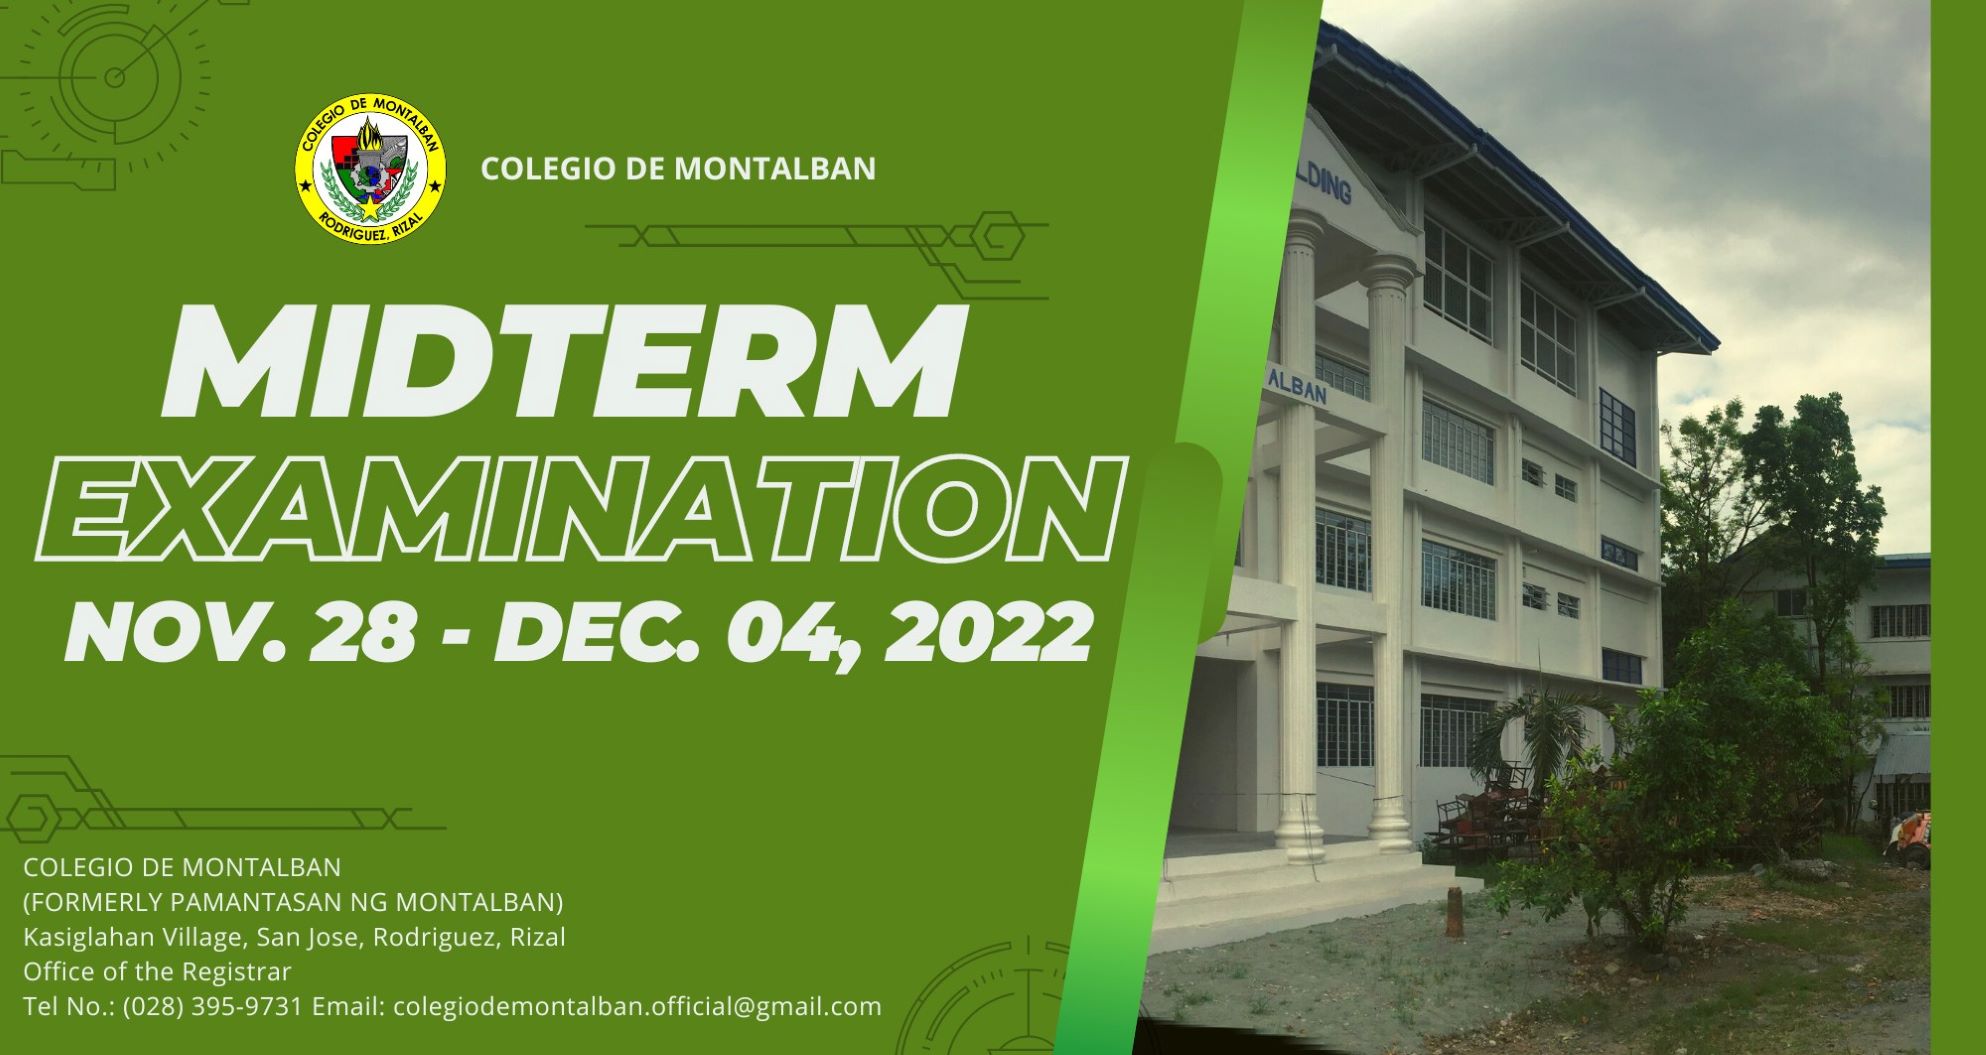 COLEGIO DE MONTALBAN
RODRIGUEZ, RIZAL
COLEGIO DE MONTALBAN
MIDTERM
EXAMINATION
NOV. 28 - DEC. 04, 2022
LDING
ALBAN
COLEGIO DE MONTALBAN
(FORMERLY PAMANTASAN NG MONTALBAN)
Kasiglahan Village, San Jose, Rodriguez, Rizal
Office of the Registrar
Tel No.: (028) 395-9731 Email: colegiodemontalban.official@gmail.com